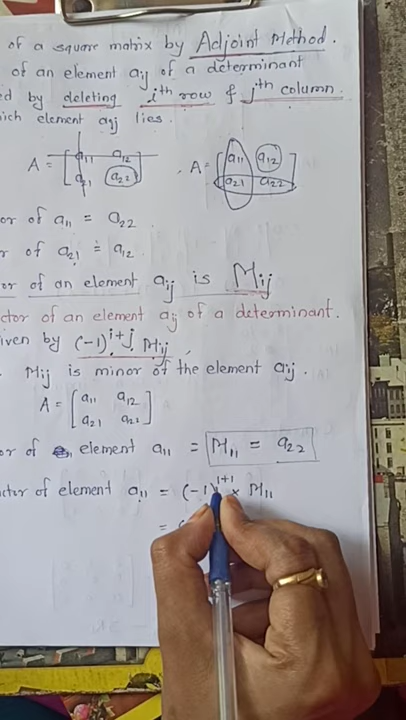 of a square matrix by Adjoint Method.
of an element aij of a determinant
ed by deleting ith row & jth column.
hich element aij lies.
A = [a11 a12 . A = [a11 a12
a21 a22] a21 a22]
or of a11 = a22
r of a21 = a12
or of an element aij is Mij
ctor of an element aij of a determinant.
iven by (-1)^i+j Mij,
. Mij is minor of the element aij.
A = [a11 a12
a21 a22]
or of element a11 = M11 = a22
ctor of element a11 = (-1)^1+1 × M11
=